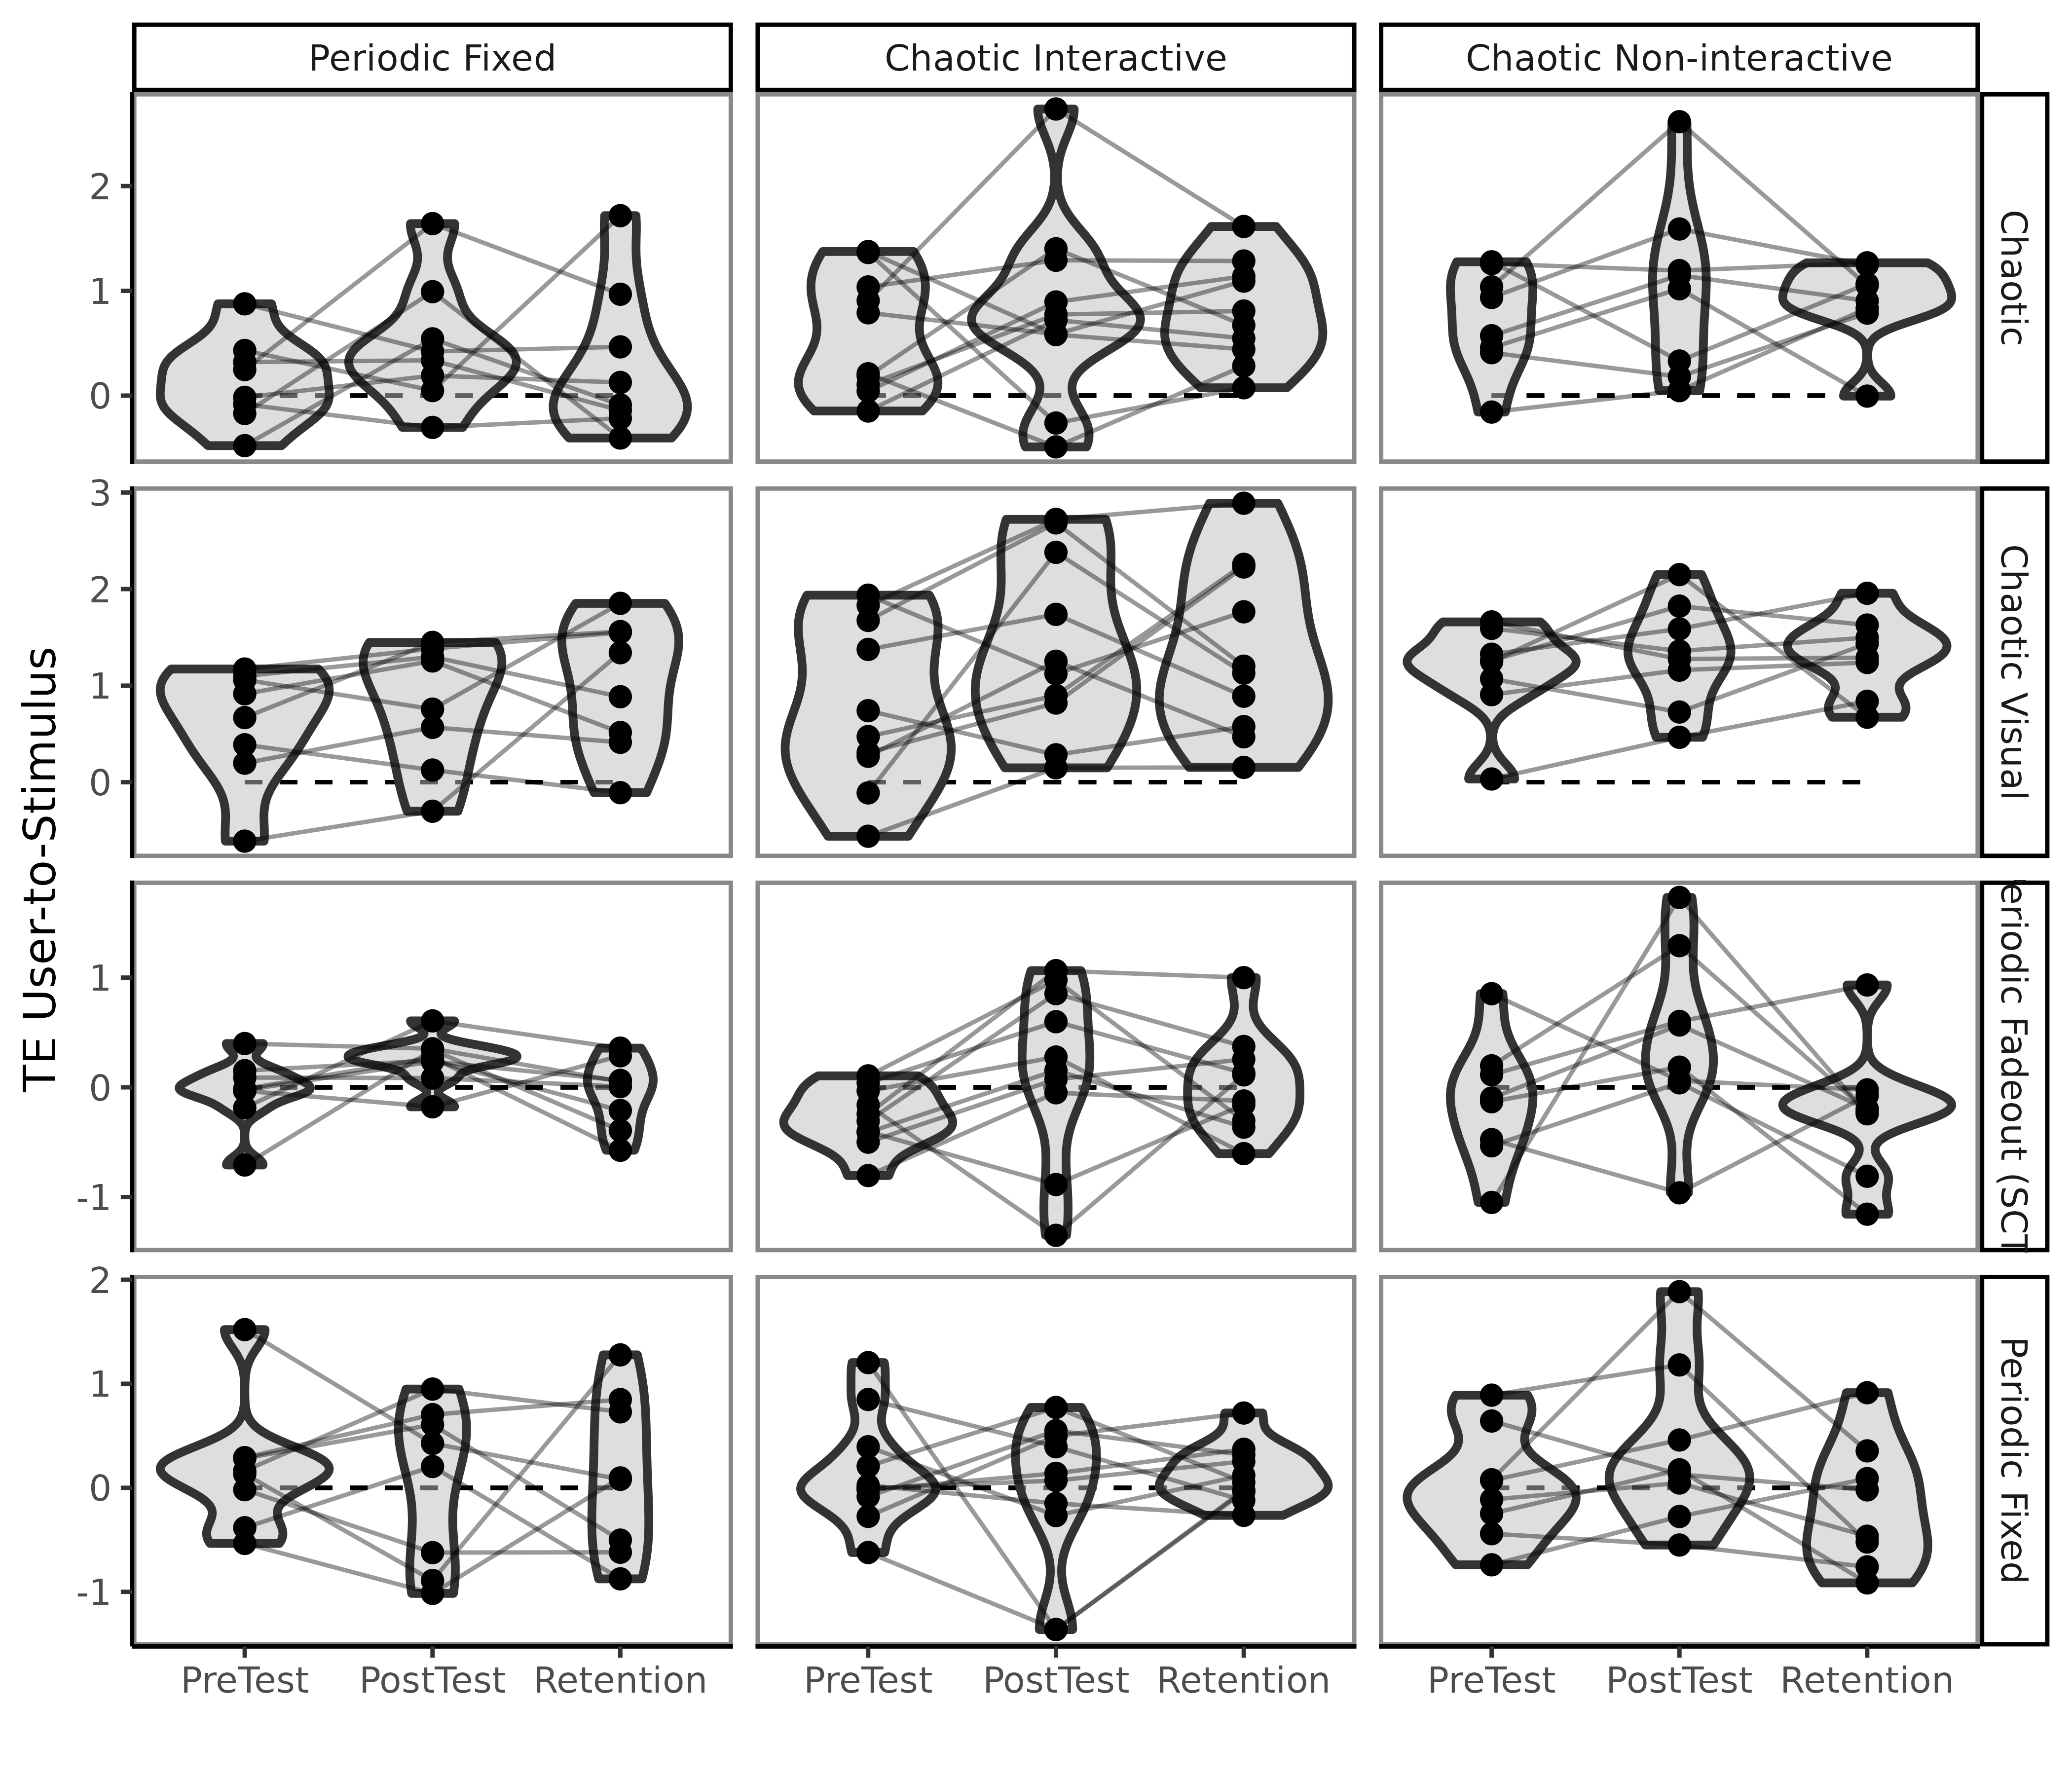 Periodic Fixed
Chaotic Interactive
Chaotic Non-interactive
TE User-to-Stimulus
2
1
0
Chaotic
3
2
1
0
Chaotic Visual
1
0
-1
eriodic Fadeout (SCT
2
1
0
-1
Periodic Fixed
PreTest PostTest Retention
PreTest PostTest Retention
PreTest PostTest Retention